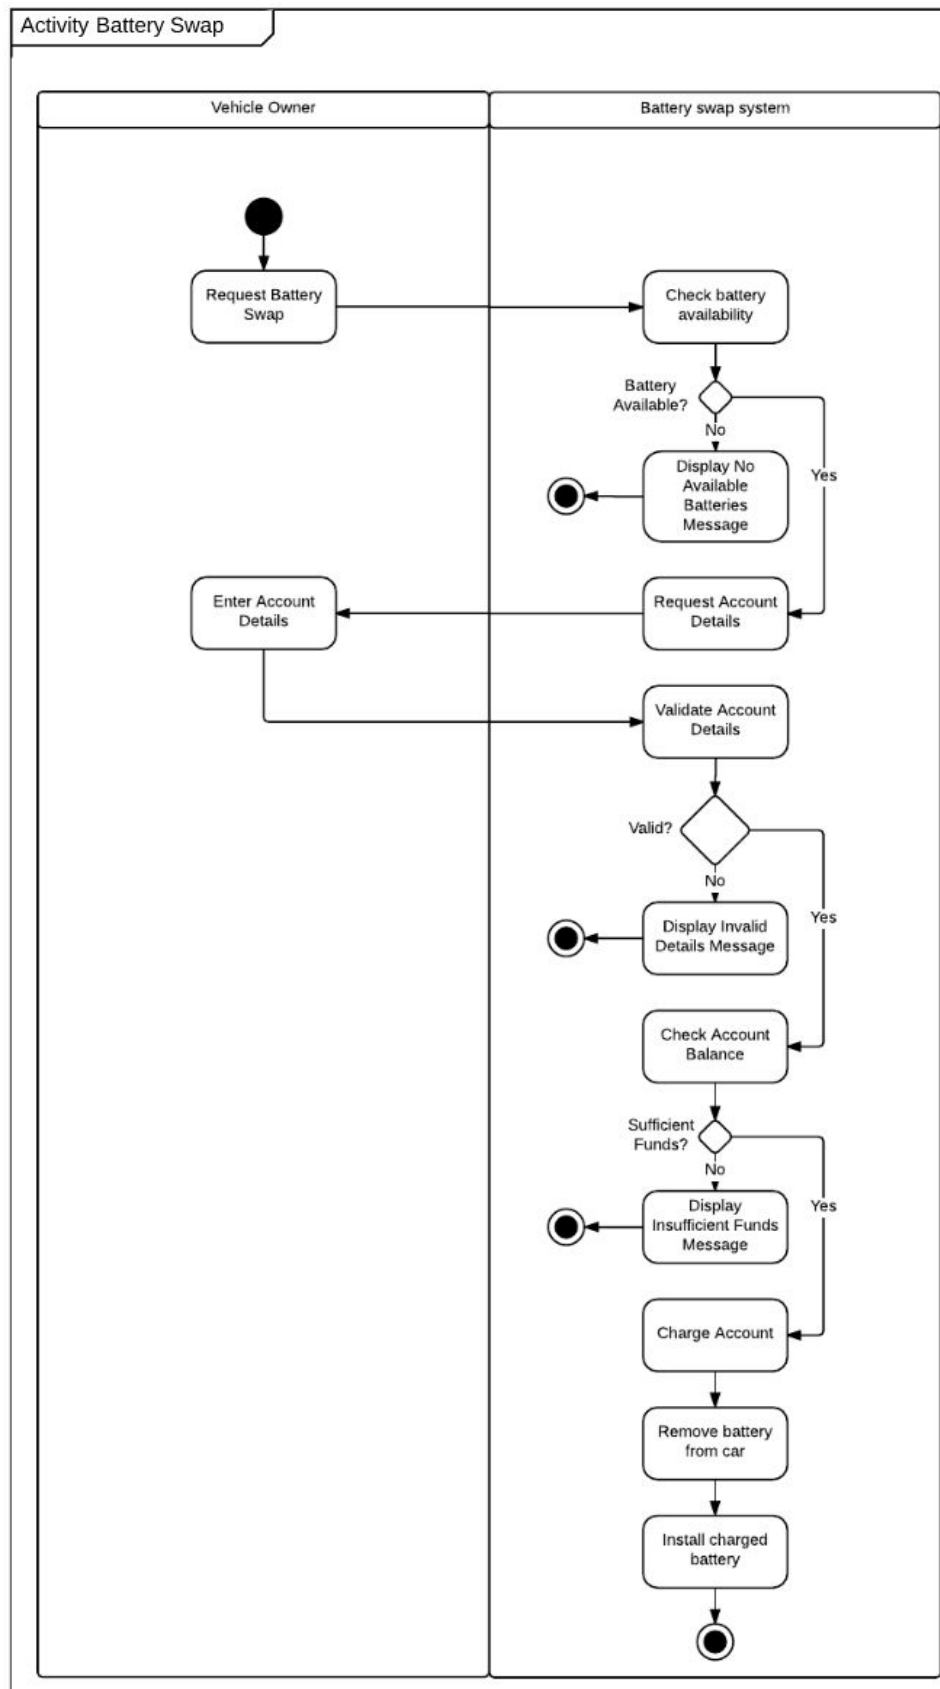 Activity Battery Swap
Vehicle Owner
Battery swap system
Request Battery
Swap
Check battery
availability
Battery
Available?
No
Yes
Display No
Available
Batteries
Message
Enter Account
Details
Request Account
Details
Validate Account
Details
Valid?
No
Yes
Display Invalid
Details Message
Check Account
Balance
Sufficient
Funds?
No
Yes
Display
Insufficient Funds
Message
Charge Account
Remove battery
from car
Install charged
battery